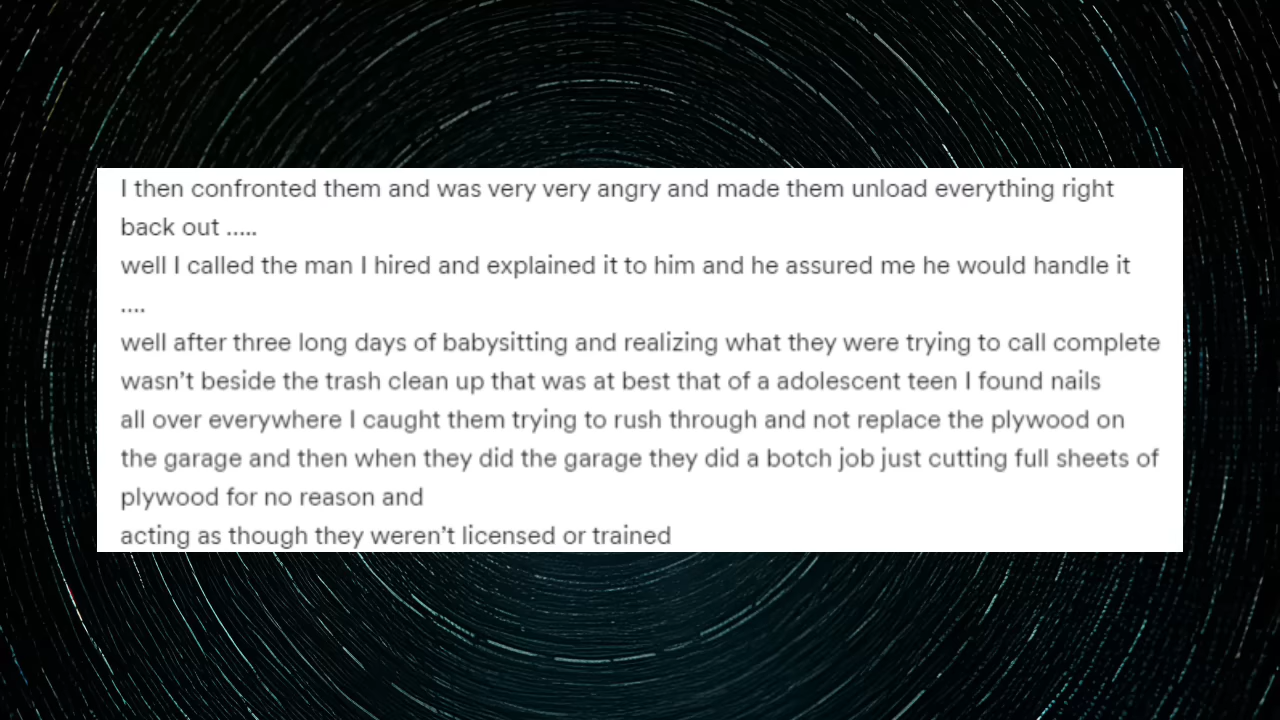 I then confronted them and was very very angry and made them unload everything right
back out .....
well I called the man I hired and explained it to him and he assured me he would handle it
....
well after three long days of babysitting and realizing what they were trying to call complete
wasn't beside the trash clean up that was at best that of a adolescent teen I found nails
all over everywhere I caught them trying to rush through and not replace the plywood on
the garage and then when they did the garage they did a botch job just cutting full sheets of
plywood for no reason and
acting as though they weren't licensed or trained